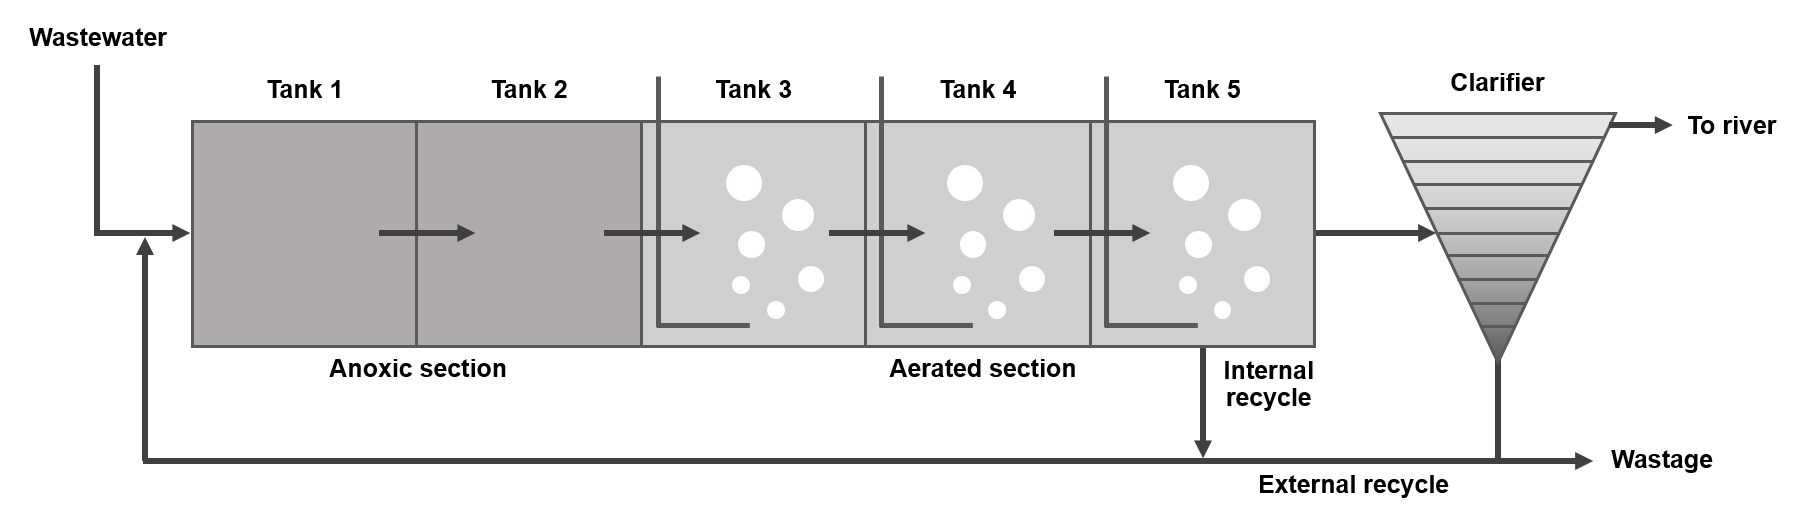 Wastewater
Tank 1
Tank 2
Tank 3
Tank 4
Tank 5
Clarifier
To river
Anoxic section
Aerated section
Internal
recycle
Wastage
External recycle